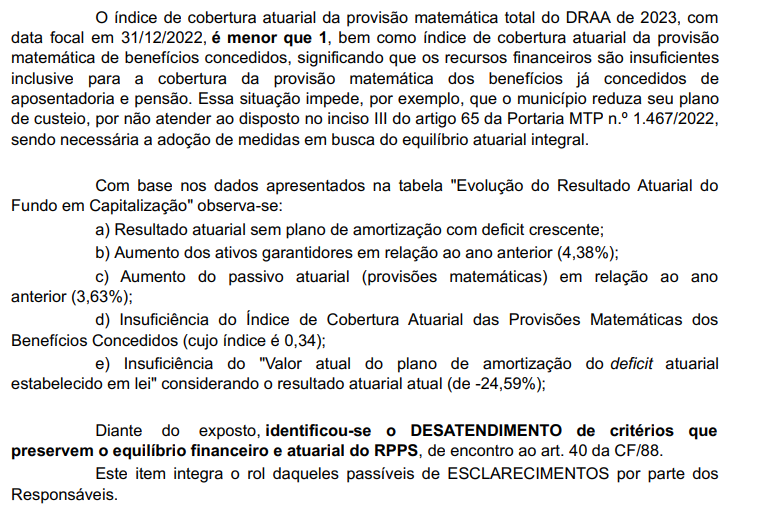 O índice de cobertura atuarial da provisão matemática total do DRAA de 2023, com
data focal em 31/12/2022, é menor que 1, bem como índice de cobertura atuarial da provisão
matemática de benefícios concedidos, significando que os recursos financeiros são insuficientes
inclusive para a cobertura da provisão matemática dos benefícios já concedidos de
aposentadoria e pensão. Essa situação impede, por exemplo, que o município reduza seu plano
de custeio, por não atender ao disposto no inciso III do artigo 65 da Portaria MTP n.º 1.467/2022,
sendo necessária a adoção de medidas em busca do equilíbrio atuarial integral.
Com base nos dados apresentados na tabela "Evolução do Resultado Atuarial do
Fundo em Capitalização" observa-se:
a) Resultado atuarial sem plano de amortização com deficit crescente;
b) Aumento dos ativos garantidores em relação ao ano anterior (4,38%);
c) Aumento do passivo atuarial (provisões matemáticas) em relação ao ano
anterior (3,63%);
d) Insuficiência do Índice de Cobertura Atuarial das Provisões Matemáticas dos
Benefícios Concedidos (cujo índice é 0,34);
e) Insuficiência do "Valor atual do plano de amortização do deficit atuarial
estabelecido em lei" considerando o resultado atuarial atual (de -24,59%);
Diante do exposto, identificou-se o DESATENDIMENTO de critérios que
preservem o equilíbrio financeiro e atuarial do RPPS, de encontro ao art. 40 da CF/88.
Este item integra o rol daqueles passíveis de ESCLARECIMENTOS por parte dos
Responsáveis.